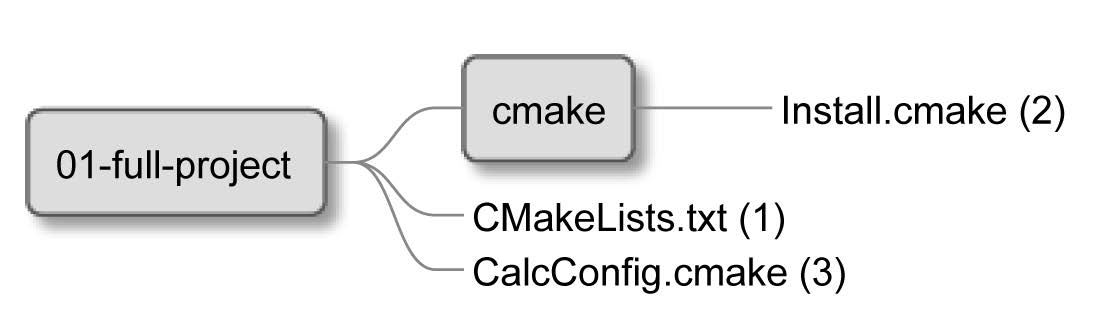 cmake
Install.cmake (2)
01-full-project
CMakeLists.txt (1)
CalcConfig.cmake (3)